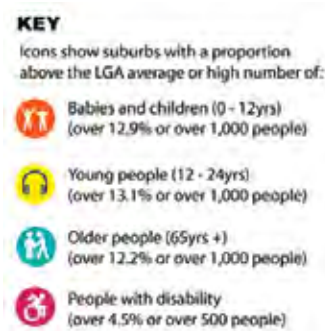 KEY
Icons show suburbs with a proportion
above the LGA average or high number of:
Babies and children (0 - 12yrs)
(over 12.9% or over 1,000 people)
Young people (12 - 24yrs)
(over 13.1% or over 1,000 people)
Older people (65yrs +)
(over 12.2% or over 1,000 people)
People with disability
(over 4.5% or over 500 people)